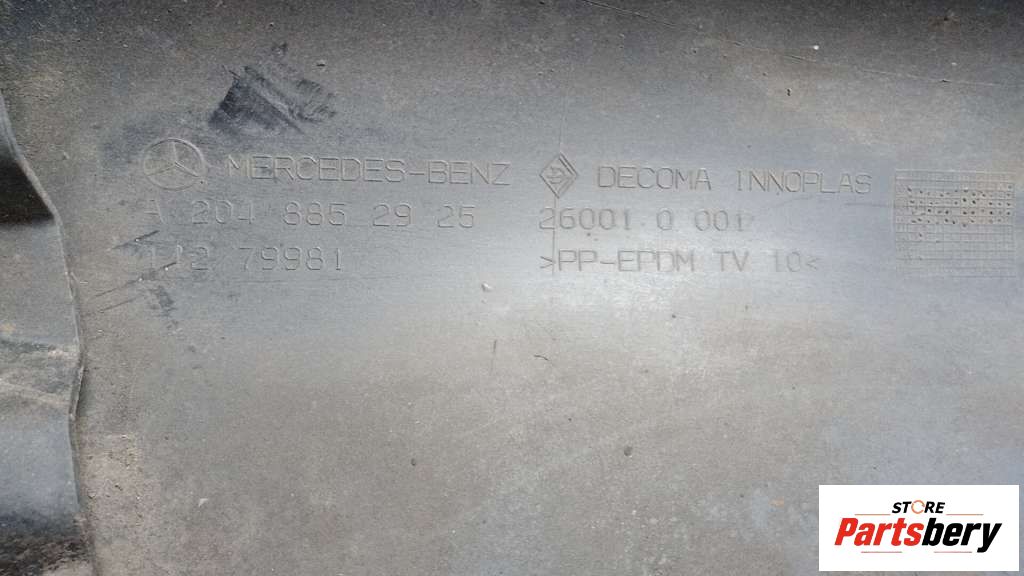 MERCEDES-BENZ
A 204 885 29 25
79981
DECOMA INNOPLAS
26001 0 001
>PP-EPDM TV 10<
STORE
Partsbery